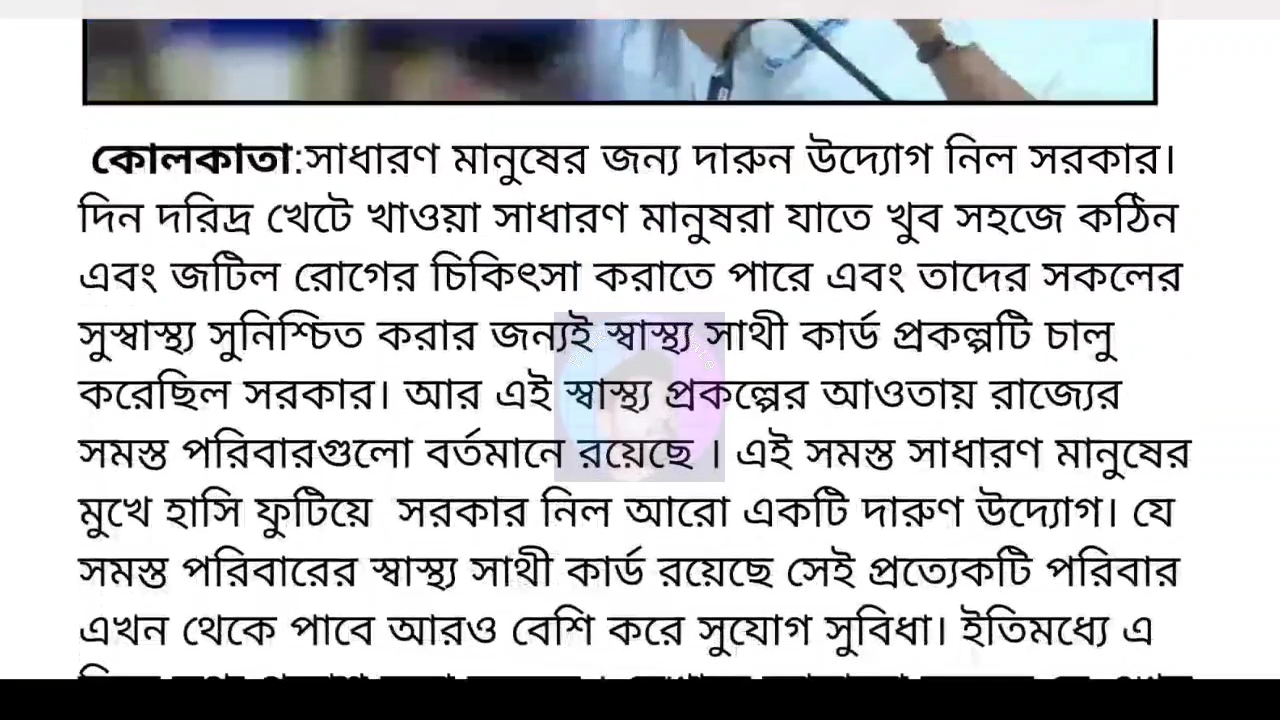 কোলকাতা:সাধারণ মানুষের জন্য দারুন উদ্যোগ নিল সরকার।
দিন দরিদ্র খেটে খাওয়া সাধারণ মানুষরা যাতে খুব সহজে কঠিন
এবং জটিল রোগের চিকিৎসা করাতে পারে এবং তাদের সকলের
সুস্বাস্থ্য সুনিশ্চিত করার জন্যই স্বাস্থ্য সাথী কার্ড প্রকল্পটি চালু
করেছিল সরকার। আর এই স্বাস্থ্য প্রকল্পের আওতায় রাজ্যের
সমস্ত পরিবারগুলো বর্তমানে রয়েছে । এই সমস্ত সাধারণ মানুষের
মুখে হাসি ফুটিয়ে সরকার নিল আরো একটি দারুণ উদ্যোগ। যে
সমস্ত পরিবারের স্বাস্থ্য সাথী কার্ড রয়েছে সেই প্রত্যেকটি পরিবার
এখন থেকে পাবে আরও বেশি করে সুযোগ সুবিধা। ইতিমধ্যে এ